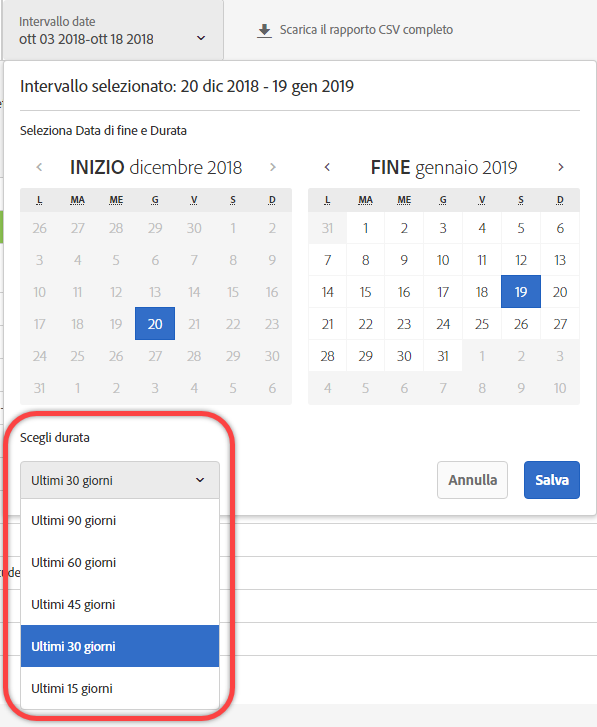 Intervallo date
ott 03 2018-ott 18 2018
Scarica il rapporto CSV completo
Intervallo selezionato: 20 dic 2018 - 19 gen 2019
Seleziona Data di fine e Durata
INIZIO dicembre 2018
L MA ME G V S D
26 27 28 29 30 1 2
3 4 5 6 7 8 9
10 11 12 13 14 15 16
17 18 19 20 21 22 23
24 25 26 27 28 29 30
31 1 2 3 4 5 6
FINE gennaio 2019
L MA ME G V S D
31 1 2 3 4 5 6
7 8 9 10 11 12 13
14 15 16 17 18 19 20
21 22 23 24 25 26 27
28 29 30 31 1 2 3
4 5 6 7 8 9 10
Scegli durata
Ultimi 30 giorni
Annulla
Salva
Ultimi 90 giorni
Ultimi 60 giorni
Ultimi 45 giorni
Ultimi 30 giorni
Ultimi 15 giorni